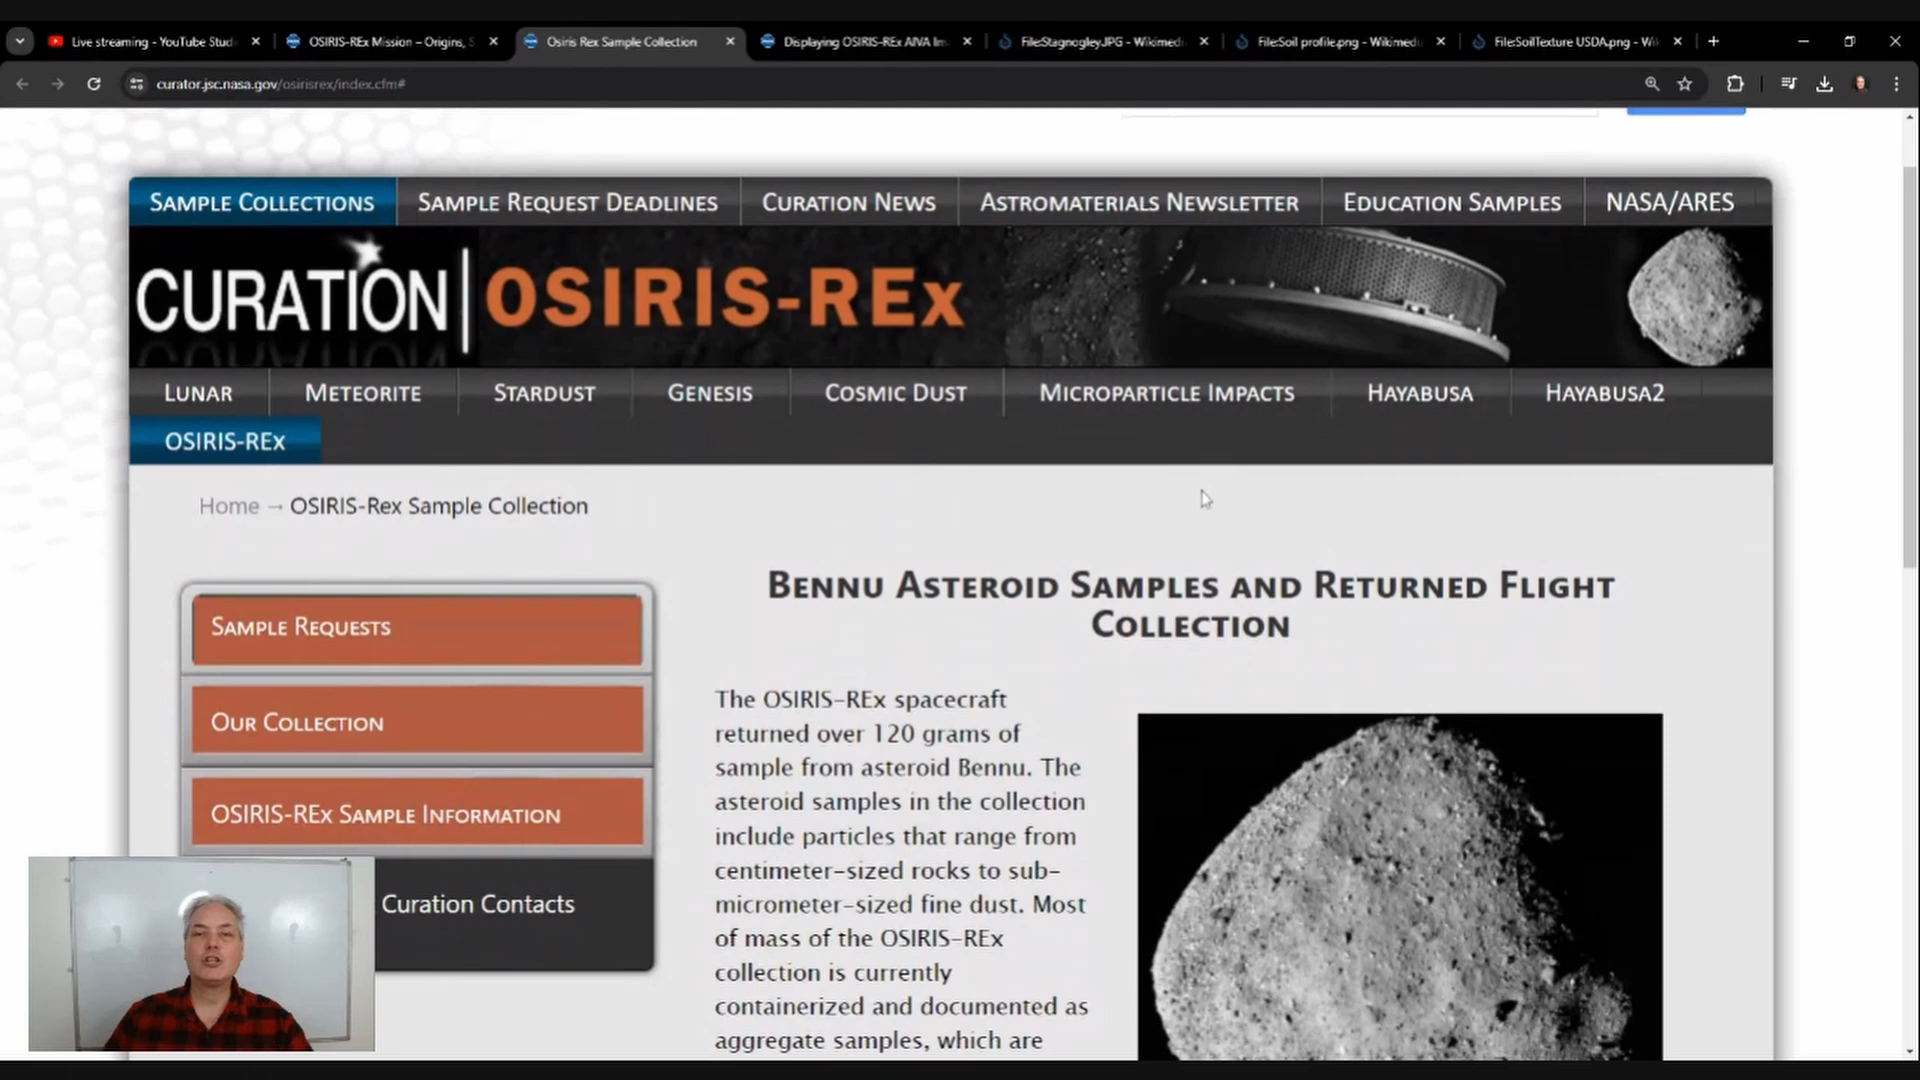 Live streaming - YouTube Stud
OSIRIS-REx Mission – Origins, S
Osiris Rex Sample Collection
Displaying OSIRIS-REx AIVA Im
File:Stagnogley.JPG - Wikimedi
File:Soil profile.png - Wikimedi
File:SoilTexture USDA.png - Wi
curator.jsc.nasa.gov/osirisrex/index.cfm#
SAMPLE COLLECTIONS
SAMPLE REQUEST DEADLINES
CURATION NEWS
ASTROMATERIALS NEWSLETTER
EDUCATION SAMPLES
NASA/ARES
CURATION | OSIRIS-REx
LUNAR
METEORITE
STARDUST
GENESIS
COSMIC DUST
MICROPARTICLE IMPACTS
HAYABUSA
HAYABUSA2
OSIRIS-REX
Home → OSIRIS-Rex Sample Collection
SAMPLE REQUESTS
OUR COLLECTION
OSIRIS-REX SAMPLE INFORMATION
Curation Contacts
BENNU ASTEROID SAMPLES AND RETURNED FLIGHT
COLLECTION
The OSIRIS-REx spacecraft
returned over 120 grams of
sample from asteroid Bennu. The
asteroid samples in the collection
include particles that range from
centimeter-sized rocks to sub-
micrometer-sized fine dust. Most
of mass of the OSIRIS-REx
collection is currently
containerized and documented as
aggregate samples, which are